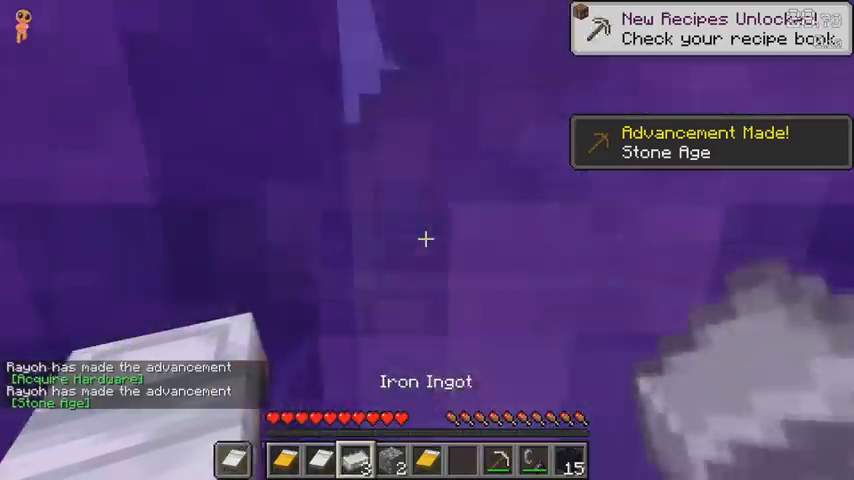 New Recipes Unlocked!
Check your recipe book
Advancement Made!
Stone Age
Rayoh has made the advancement
[Acquire Hardware]
Rayoh has made the advancement
[Stone Age]
Iron Ingot
3
2
15